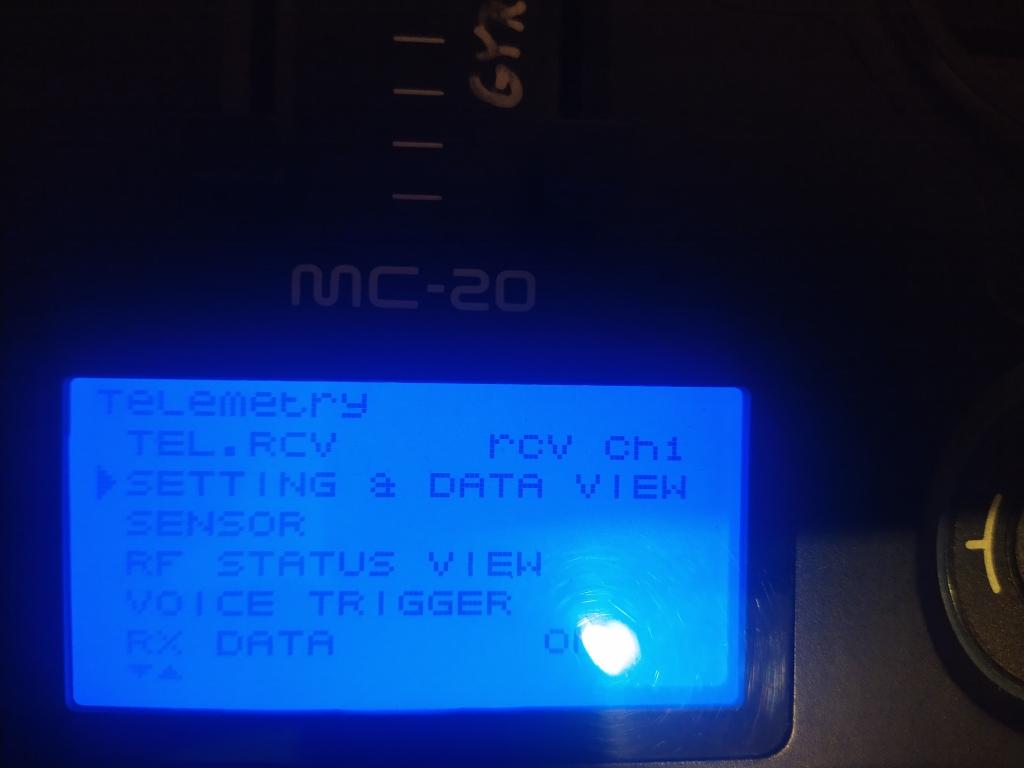 GYR
MC-20
Telemetry
TEL.RCV rcv Ch1
SETTING & DATA VIEW
SENSOR
RF STATUS VIEW
VOICE TRIGGER
RX DATA